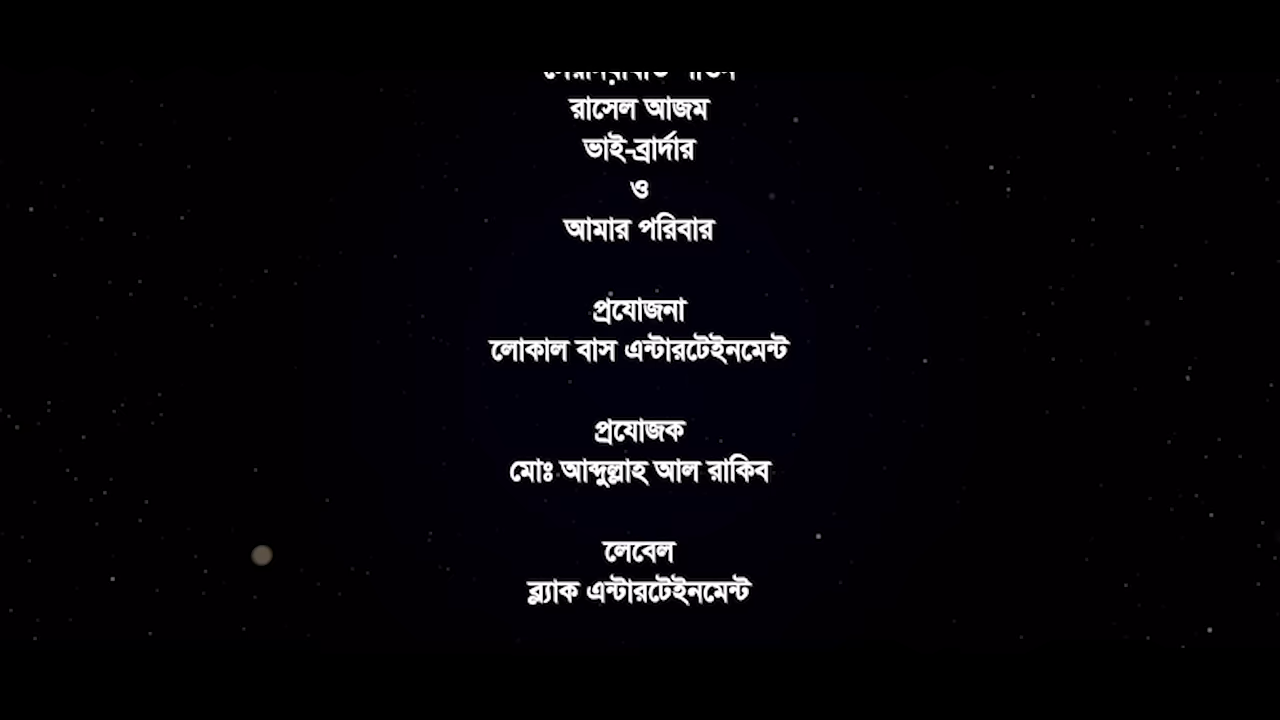 রাসেল আজম
ভাই-ব্রার্দার
ও
আমার পরিবার
প্রযোজনা
লোকাল বাস এন্টারটেইনমেন্ট
প্রযোজক
মোঃ আব্দুল্লাহ আল রাকিব
লেবেল
ব্ল্যাক এন্টারটেইনমেন্ট